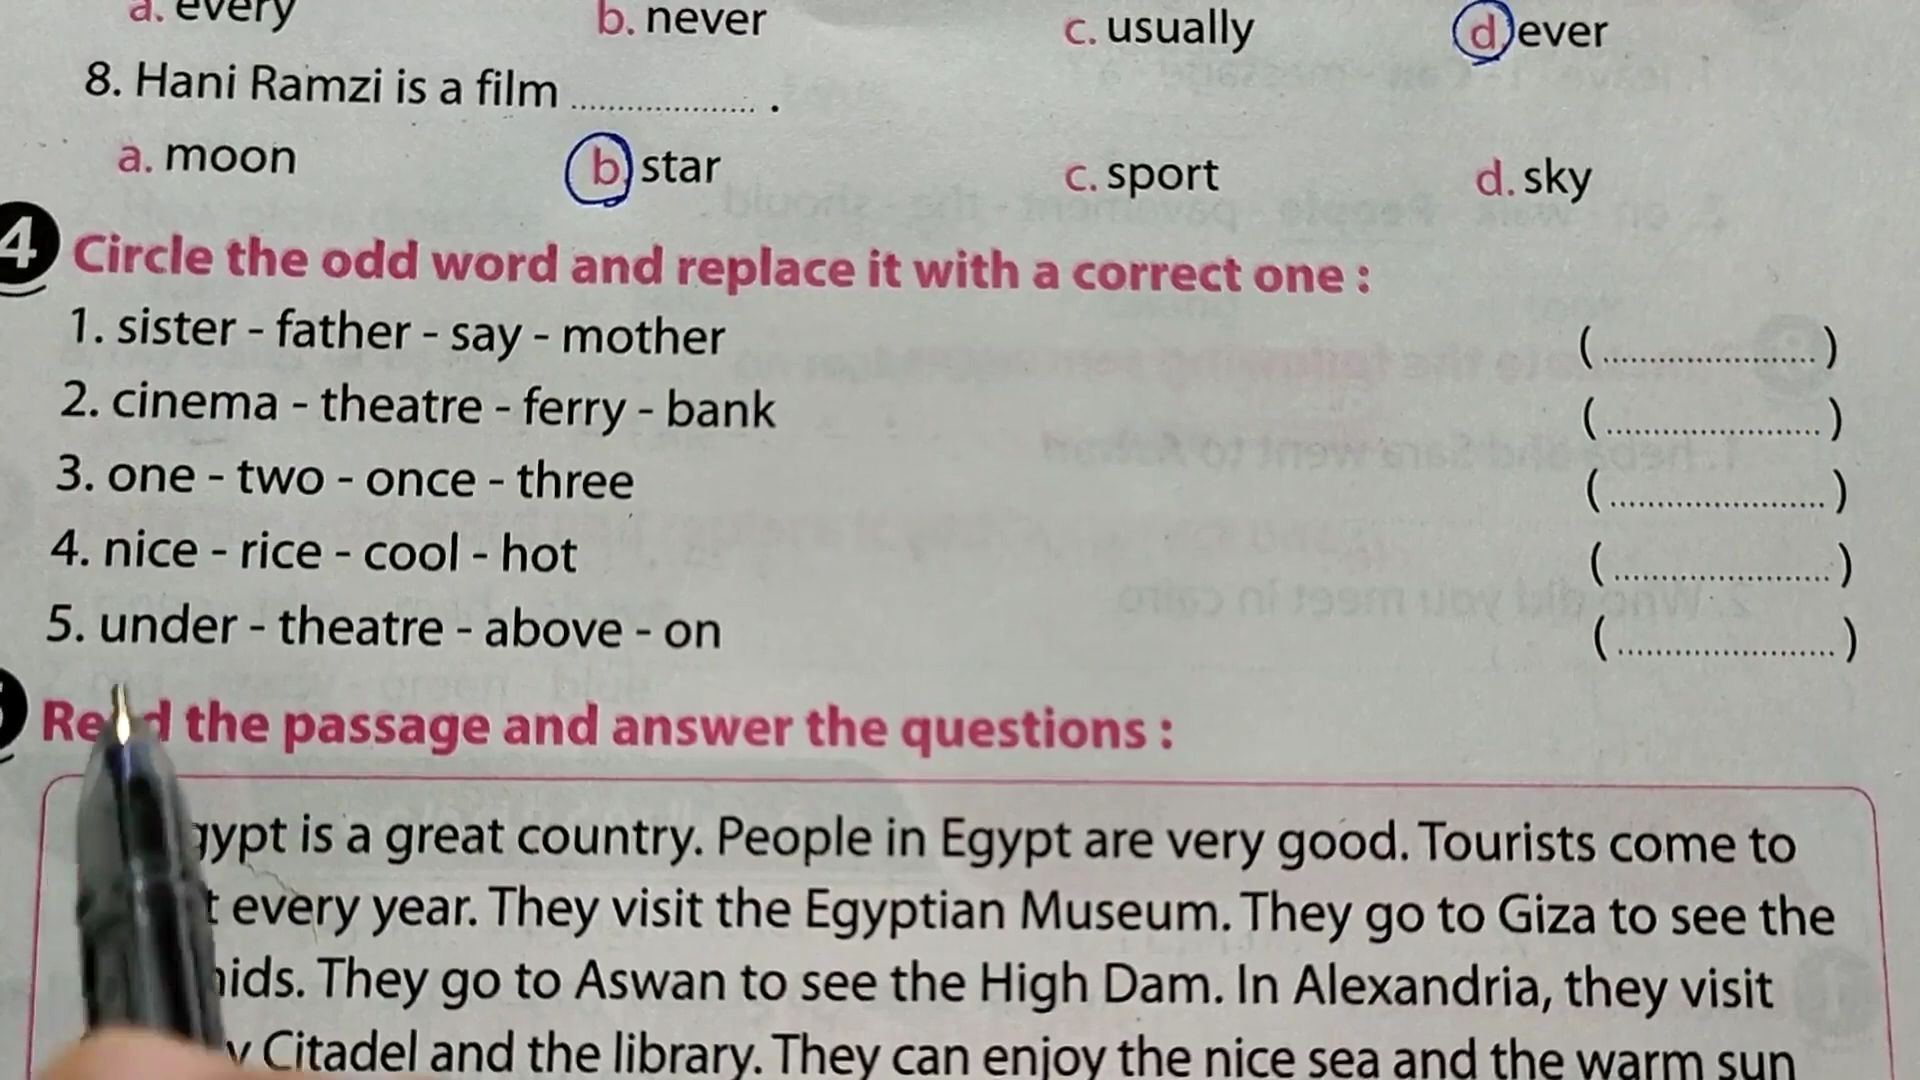 a. every b. never c. usually d. ever
8. Hani Ramzi is a film .................... .
a. moon b. star c. sport d. sky
4 Circle the odd word and replace it with a correct one :
1. sister - father - say - mother (.......................)
2. cinema - theatre - ferry - bank (.......................)
3. one - two - once - three (.......................)
4. nice - rice - cool - hot (.......................)
5. under - theatre - above - on (.......................)
the passage and answer the questions :
is a great country. People in Egypt are very good. Tourists come to
every year. They visit the Egyptian Museum. They go to Giza to see the
They go to Aswan to see the High Dam. In Alexandria, they visit
Citadel and the library. They can enjoy the nice sea and the warm sun